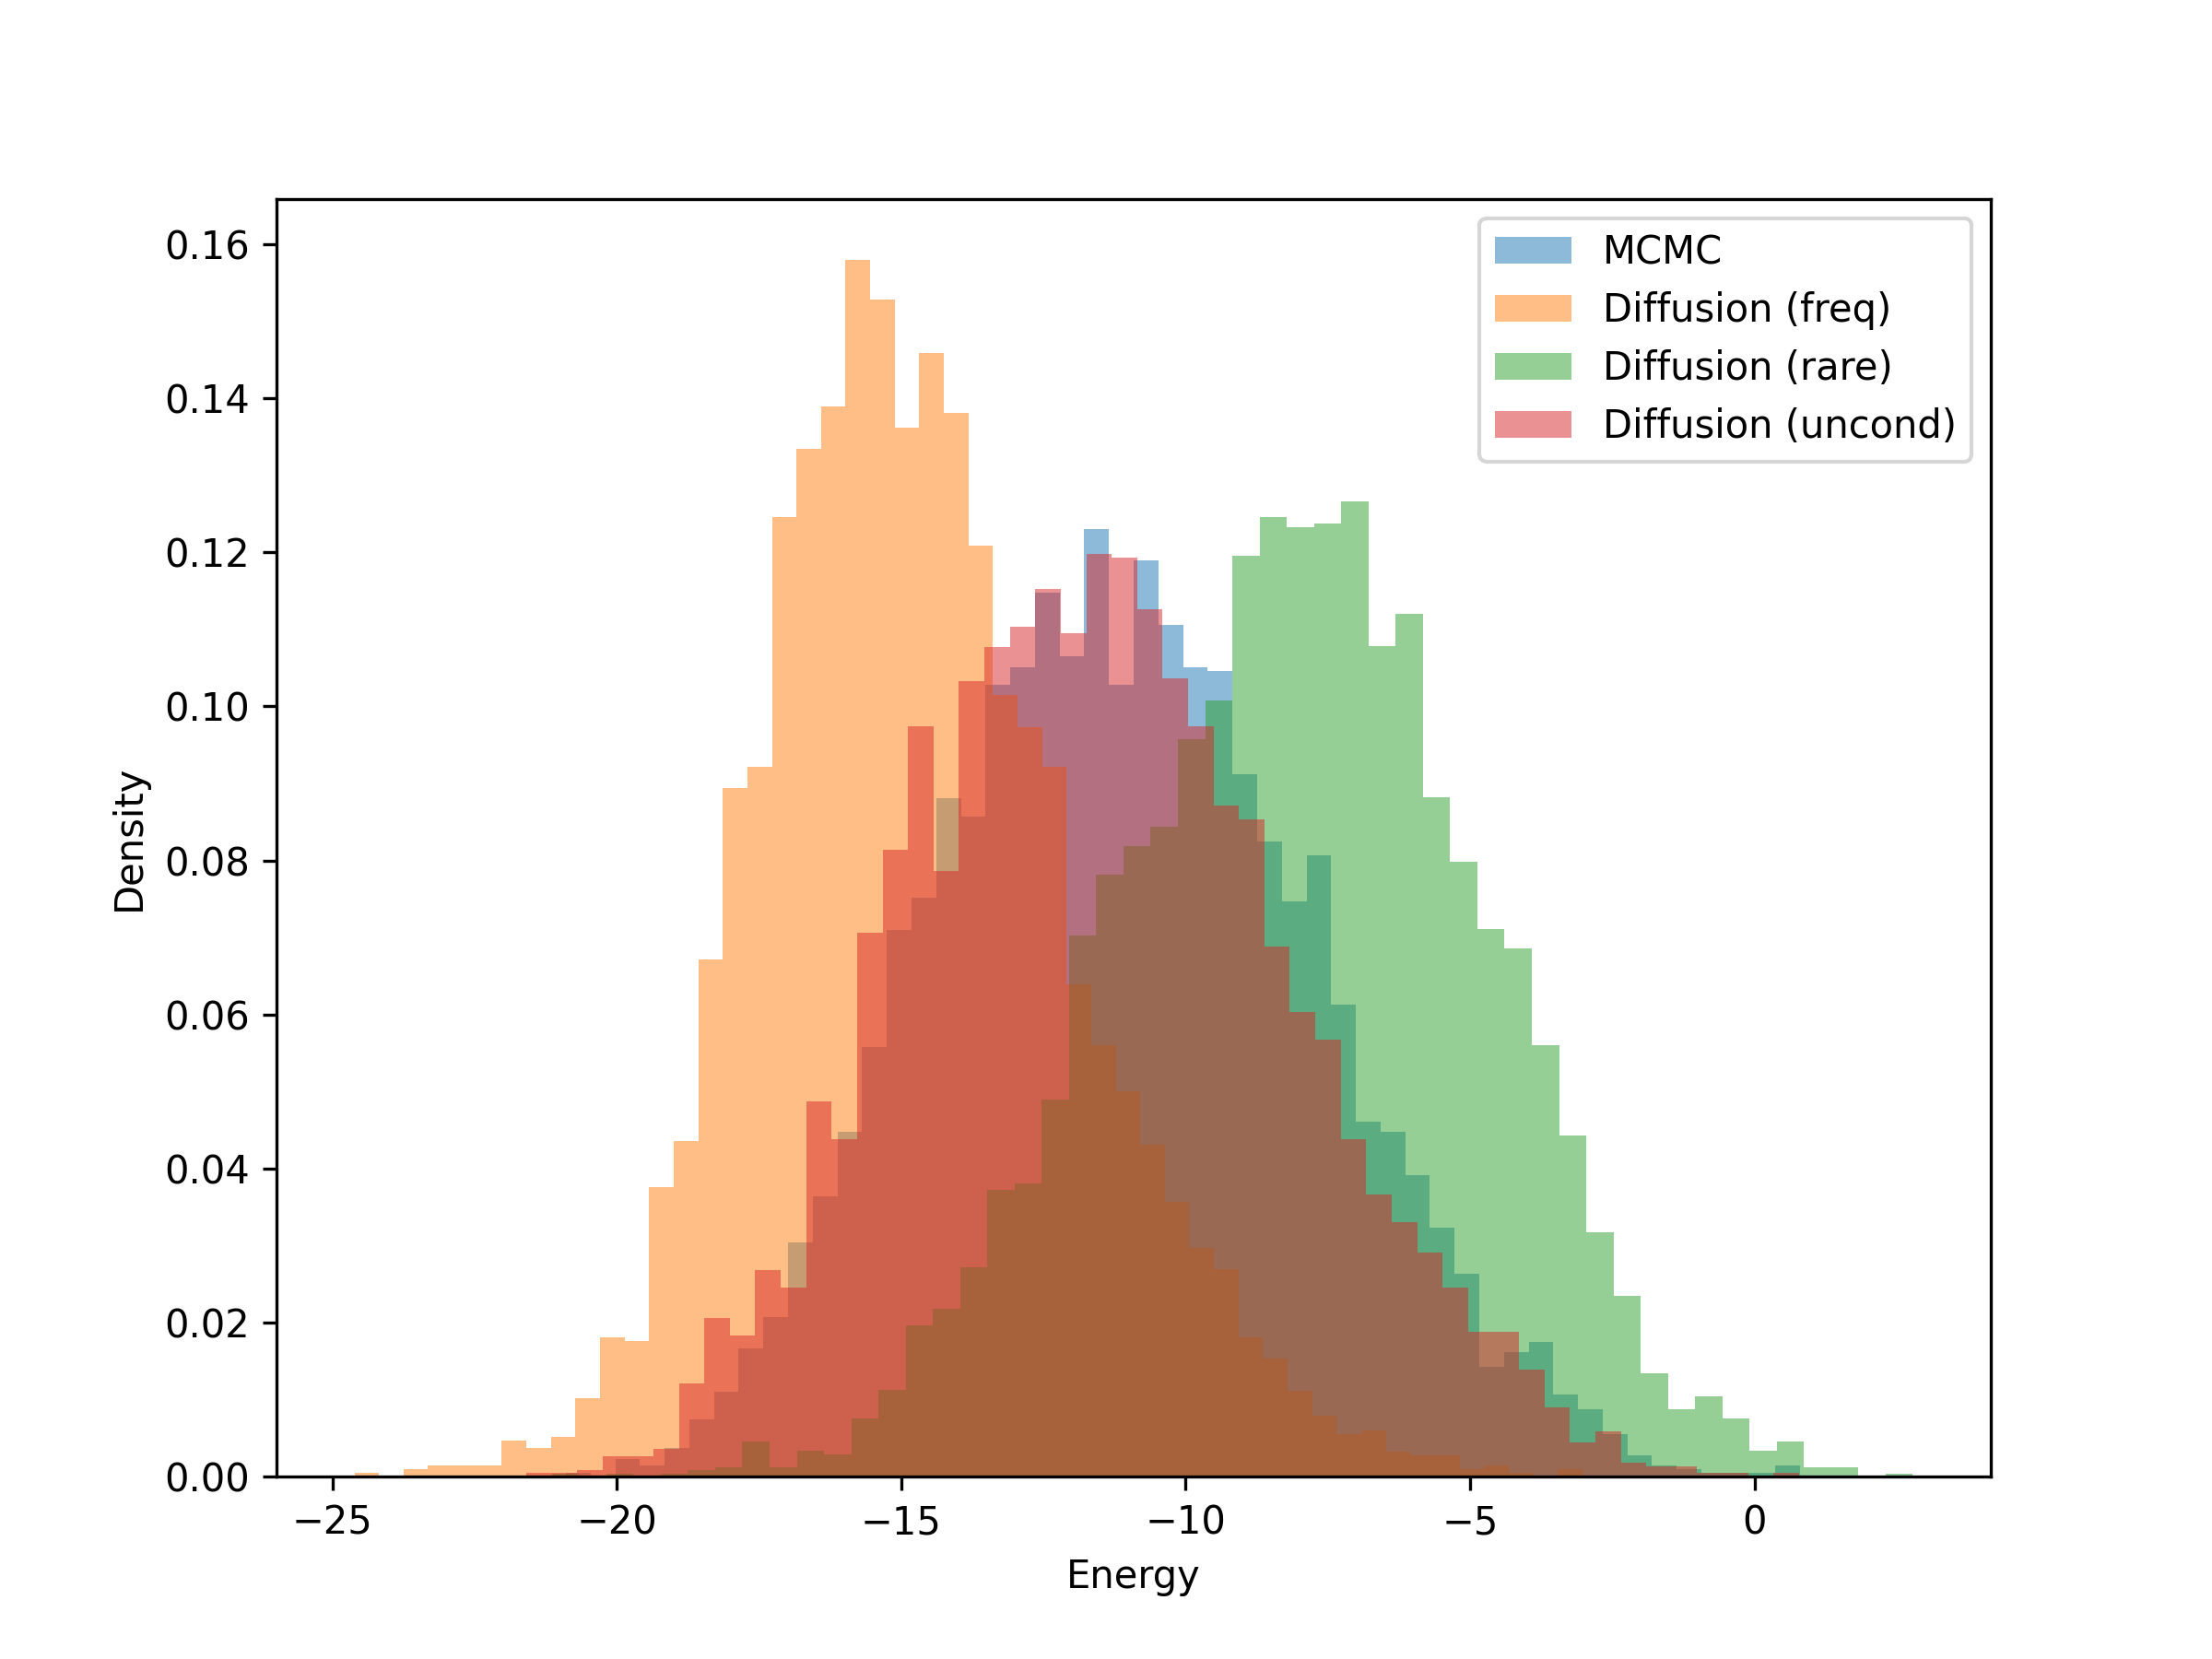 MCMC
Diffusion (freq)
Diffusion (rare)
Diffusion (uncond)
0.16
0.14
0.12
0.10
0.08
0.06
0.04
0.02
0.00
Density
−25 −20 −15 −10 −5 0
Energy